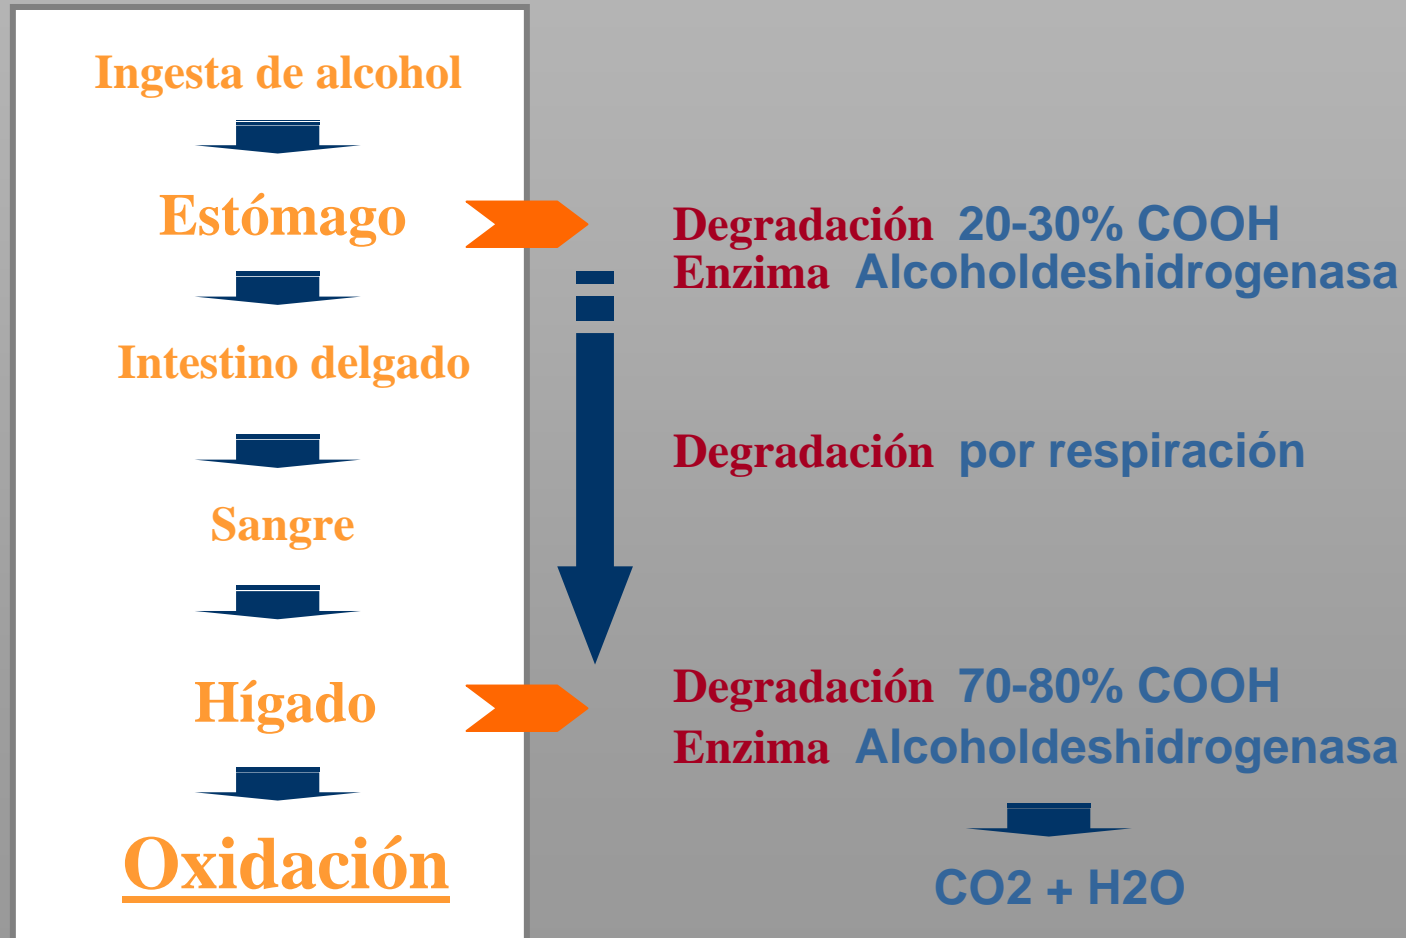 Ingesta de alcohol
Estómago
Degradación 20-30% COOH
Enzima Alcoholdeshidrogenasa
Intestino delgado
Degradación por respiración
Sangre
Hígado
Degradación 70-80% COOH
Enzima Alcoholdeshidrogenasa
Oxidación
CO2 + H2O